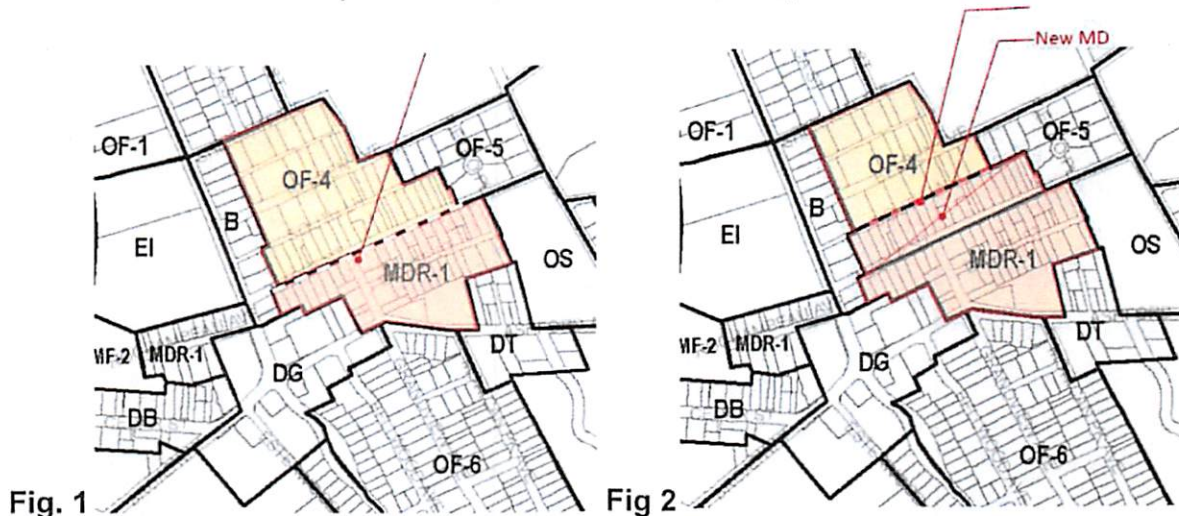 OF-1
OF-4
OF-5
B
EI
MDR-1
OS
MF-2
MDR-1
DG
DT
DB
OF-6
Fig. 1
New MD
OF-1
OF-4
OF-5
B
EI
MDR-1
OS
MF-2
MDR-1
DG
DT
DB
OF-6
Fig 2